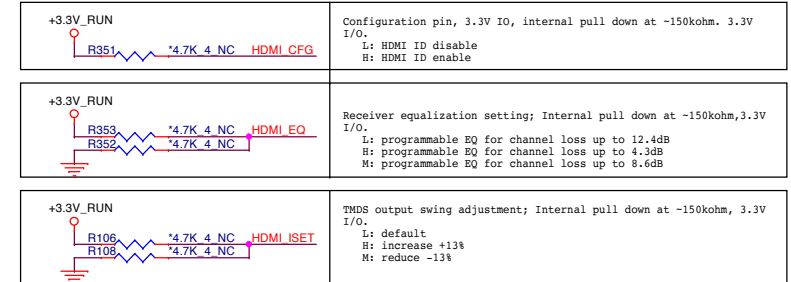 +3.3V_RUN
R351 *4.7K_4_NC HDMI_CFG
Configuration pin, 3.3V IO, internal pull down at ~150kohm. 3.3V
I/O.
L: HDMI ID disable
H: HDMI ID enable
+3.3V_RUN
R353 *4.7K_4_NC HDMI_EQ
R352 *4.7K_4_NC
Receiver equalization setting; Internal pull down at ~150kohm,3.3V
I/O.
L: programmable EQ for channel loss up to 12.4dB
H: programmable EQ for channel loss up to 4.3dB
M: programmable EQ for channel loss up to 8.6dB
+3.3V_RUN
R106 *4.7K_4_NC HDMI_ISET
R108 *4.7K_4_NC
TMDS output swing adjustment; Internal pull down at ~150kohm, 3.3V
I/O.
L: default
H: increase +13%
M: reduce -13%